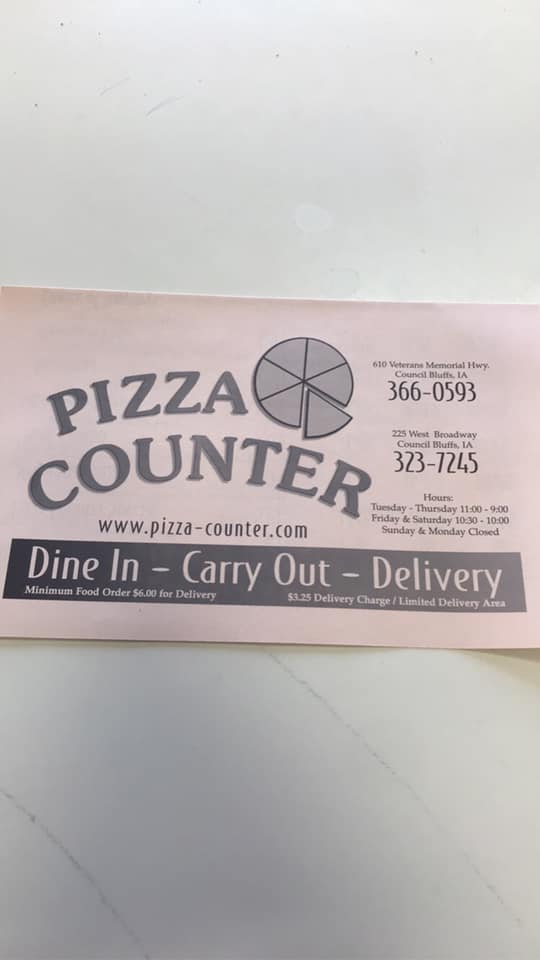 PIZZA
COUNTER
www.pizza-counter.com
610 Veterans Memorial Hwy.
Council Bluffs, IA
366-0593
225 West Broadway
Council Bluffs, IA
323-7245
Hours:
Tuesday - Thursday 11:00 - 9:00
Friday & Saturday 10:30 - 10:00
Sunday & Monday Closed
Dine In - Carry Out - Delivery
Minimum Food Order $6.00 for Delivery
$3.25 Delivery Charge / Limited Delivery Area